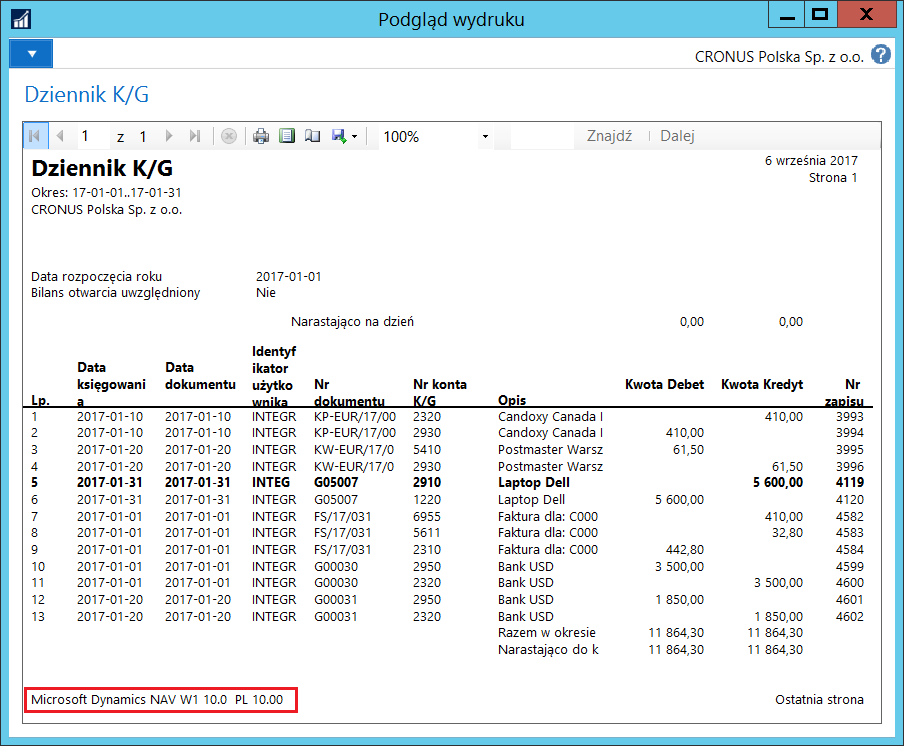 Podgląd wydruku
CRONUS Polska Sp. z o.o.
Dziennik K/G
1 z 1 100% Znajdź Dalej
Dziennik K/G 6 września 2017
Okres: 17-01-01..17-01-31 Strona 1
CRONUS Polska Sp. z o.o.
Data rozpoczęcia roku 2017-01-01
Bilans otwarcia uwzględniony Nie
Narastająco na dzień 0,00 0,00
Lp. Data księgowania Data dokumentu Identyfikator użytkownika Nr dokumentu Nr konta K/G Opis Kwota Debet Kwota Kredyt Nr zapisu
1 2017-01-10 2017-01-10 INTEGR KP-EUR/17/00 2320 Candoxy Canada I 410,00 3993
2 2017-01-10 2017-01-10 INTEGR KP-EUR/17/00 2930 Candoxy Canada I 410,00 3994
3 2017-01-20 2017-01-20 INTEGR KW-EUR/17/0 5410 Postmaster Warsz 61,50 3995
4 2017-01-20 2017-01-20 INTEGR KW-EUR/17/0 2930 Postmaster Warsz 61,50 3996
5 2017-01-31 2017-01-31 INTEG G05007 2910 Laptop Dell 5 600,00 4119
6 2017-01-31 2017-01-31 INTEGR G05007 1220 Laptop Dell 5 600,00 4120
7 2017-01-01 2017-01-01 INTEGR FS/17/031 6955 Faktura dla: C000 410,00 4582
8 2017-01-01 2017-01-01 INTEGR FS/17/031 5611 Faktura dla: C000 32,80 4583
9 2017-01-01 2017-01-01 INTEGR FS/17/031 2310 Faktura dla: C000 442,80 4584
10 2017-01-01 2017-01-01 INTEGR G00030 2950 Bank USD 3 500,00 4599
11 2017-01-01 2017-01-01 INTEGR G00030 2320 Bank USD 3 500,00 4600
12 2017-01-20 2017-01-20 INTEGR G00031 2950 Bank USD 1 850,00 4601
13 2017-01-20 2017-01-20 INTEGR G00031 2320 Bank USD 1 850,00 4602
Razem w okresie 11 864,30 11 864,30
Narastająco do k 11 864,30 11 864,30
Microsoft Dynamics NAV W1 10.0 PL 10.00 Ostatnia strona